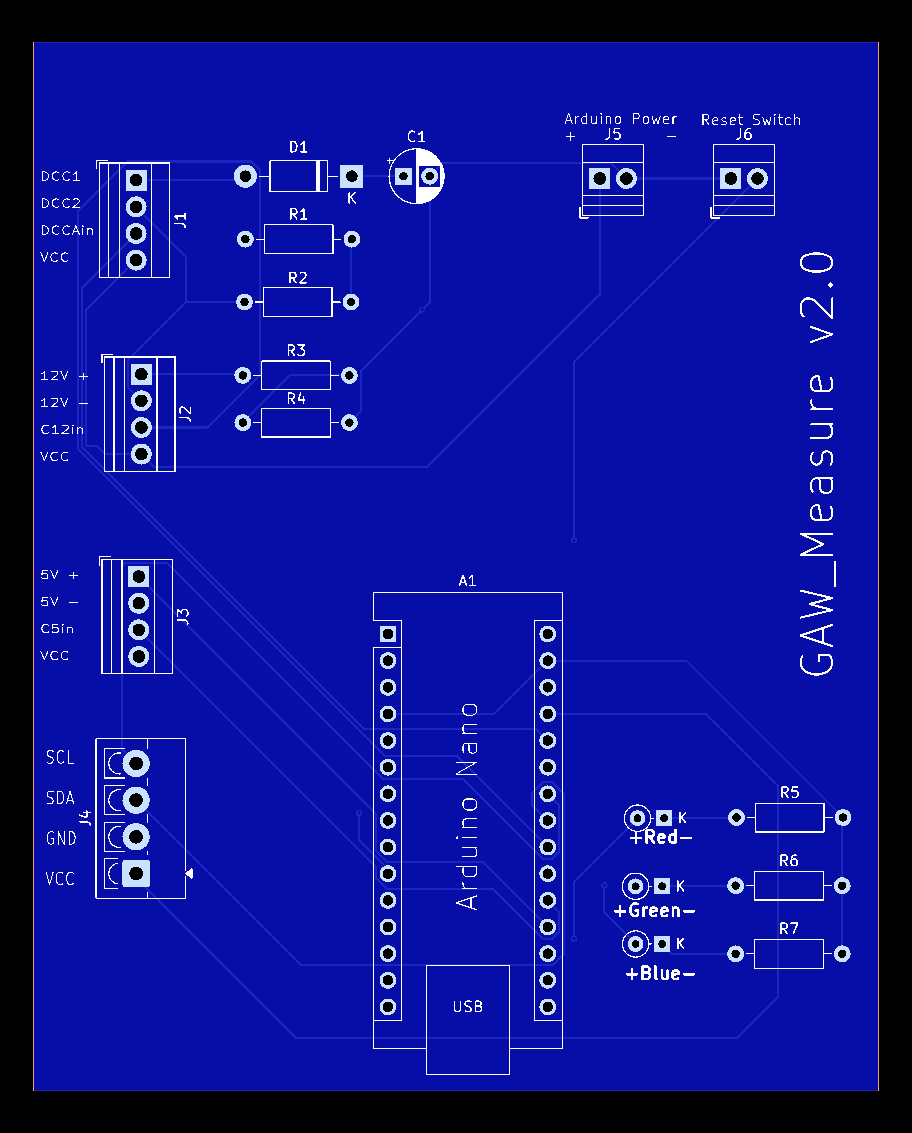 Arduino Power
Reset Switch
+ J5 -
J6
C1
+
D1
K
DCC1
DCC2
DCCAin
VCC
J1
R1
R2
R3
R4
12V +
12V -
C12in
VCC
J2
GAW_Measure v2.0
5V +
5V -
C5in
VCC
J3
A1
Arduino Nano
USB
SCL
SDA
GND
VCC
J4
R5
K
+Red-
R6
K
+Green-
R7
K
+Blue-